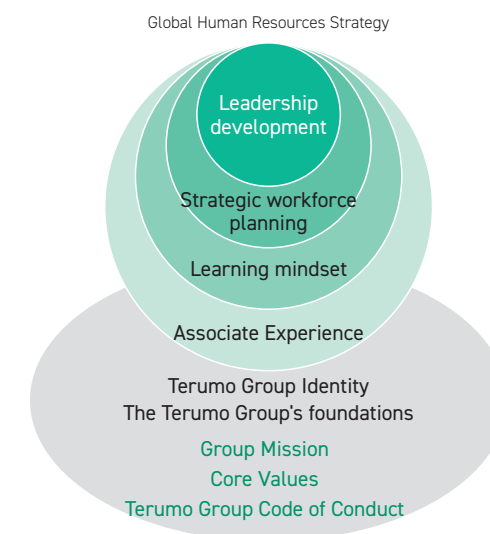 Global Human Resources Strategy
Leadership
development
Strategic workforce
planning
Learning mindset
Associate Experience
Terumo Group Identity
The Terumo Group's foundations
Group Mission
Core Values
Terumo Group Code of Conduct